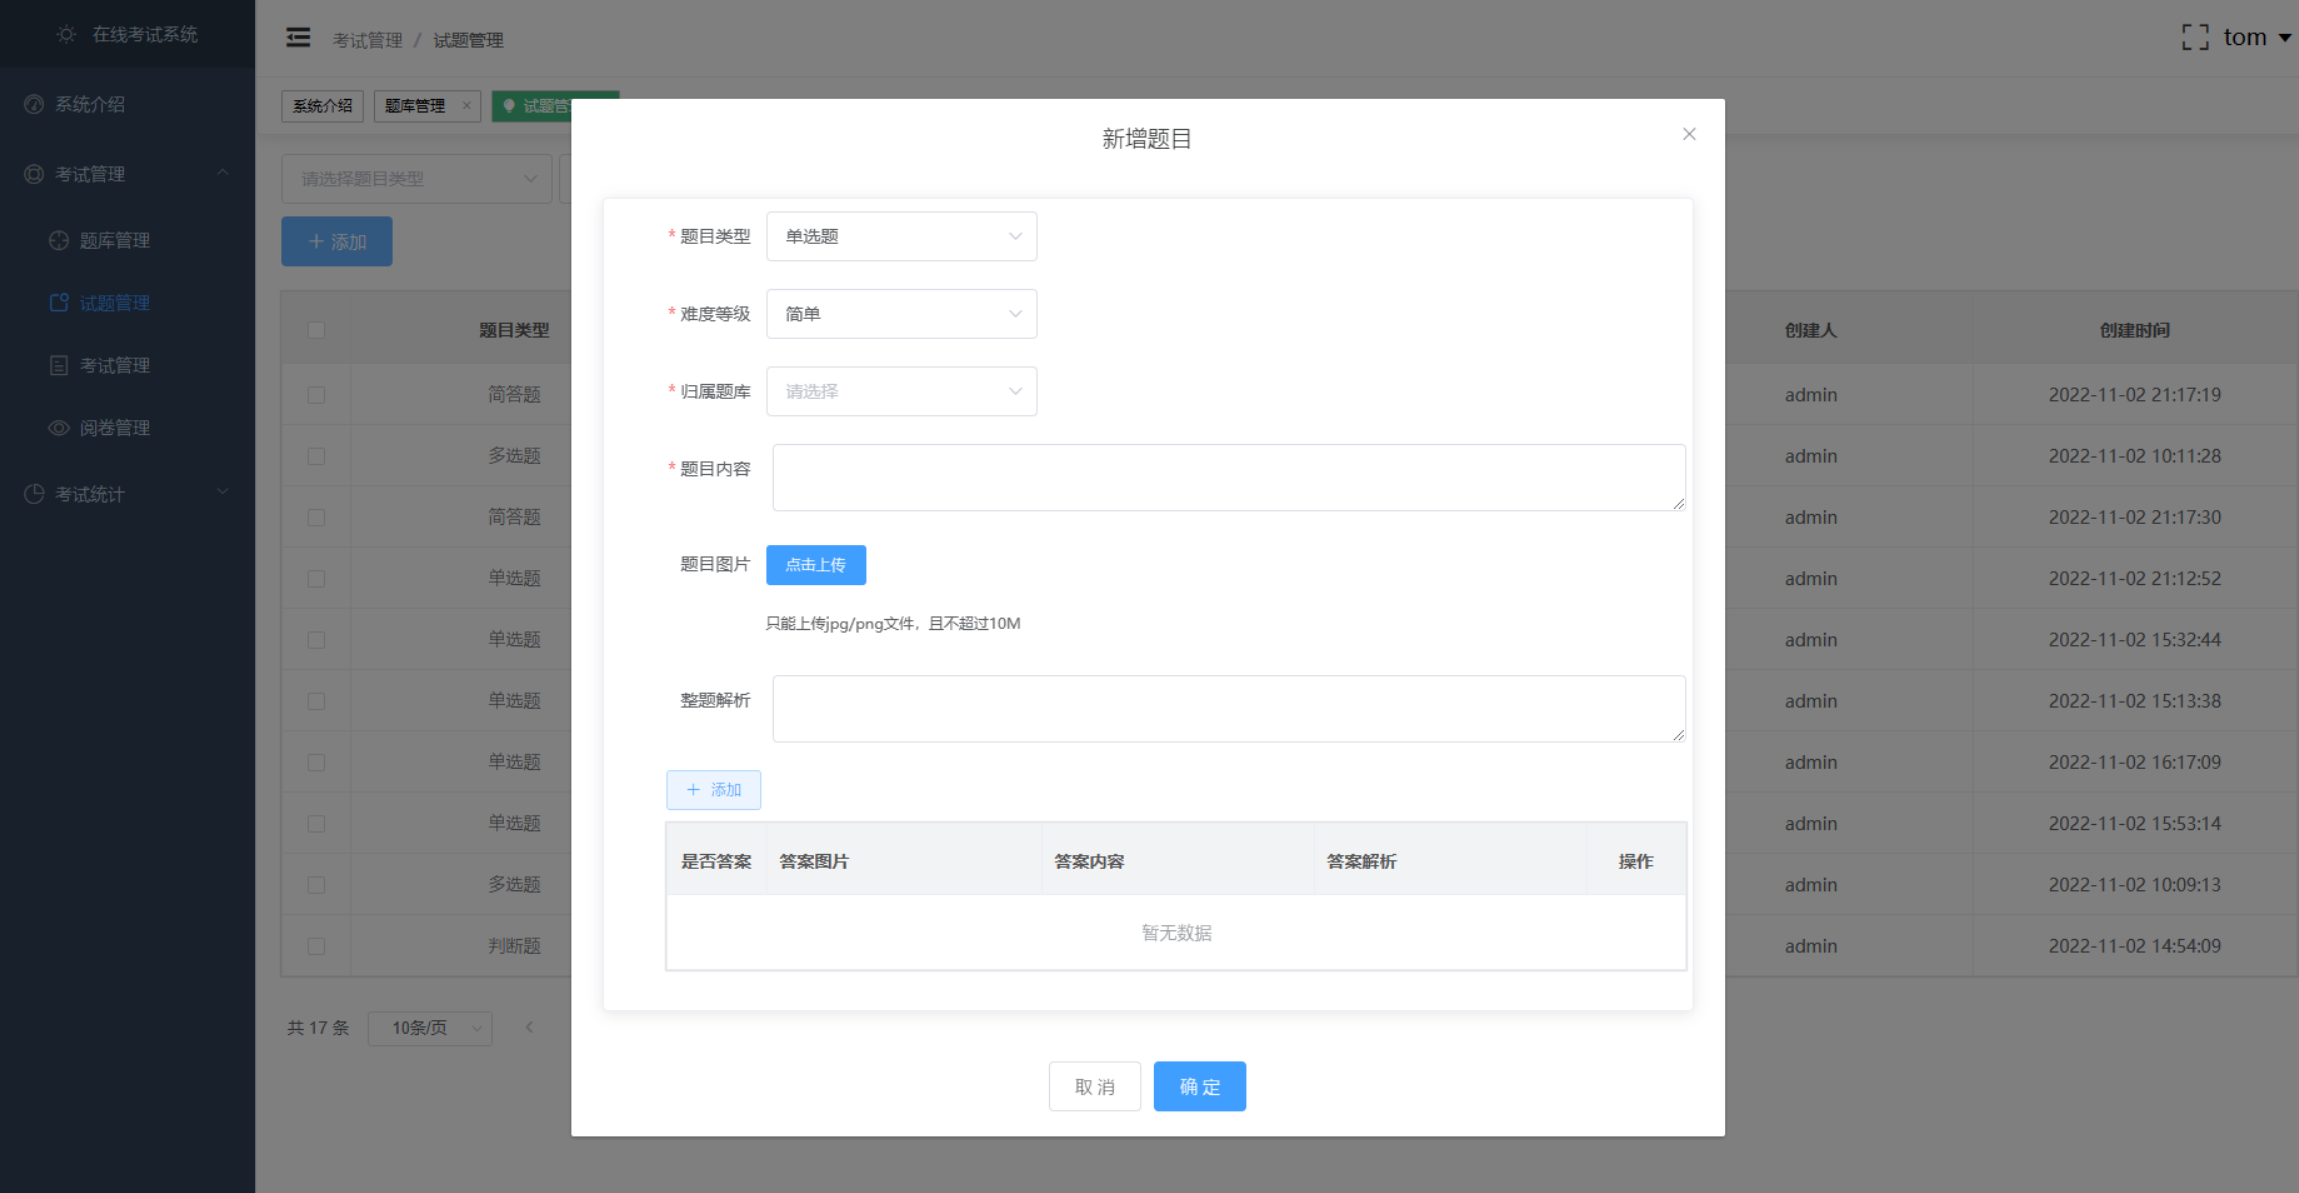 在线考试系统
考试管理 / 试题管理
tom
系统介绍
考试管理
题库管理
试题管理
考试管理
阅卷管理
考试统计
系统介绍
题库管理
试题管
请选择题目类型
添加
题目类型
创建人
创建时间
简答题
admin
2022-11-02 21:17:19
多选题
admin
2022-11-02 10:11:28
简答题
admin
2022-11-02 21:17:30
单选题
admin
2022-11-02 21:12:52
单选题
admin
2022-11-02 15:32:44
单选题
admin
2022-11-02 15:13:38
单选题
admin
2022-11-02 16:17:09
单选题
admin
2022-11-02 15:53:14
多选题
admin
2022-11-02 10:09:13
判断题
admin
2022-11-02 14:54:09
共 17 条
10条/页
新增题目
* 题目类型 单选题
* 难度等级 简单
* 归属题库 请选择
* 题目内容
题目图片 点击上传
只能上传jpg/png文件，且不超过10M
整题解析
添加
是否答案 答案图片 答案内容 答案解析 操作
暂无数据
取 消 确 定